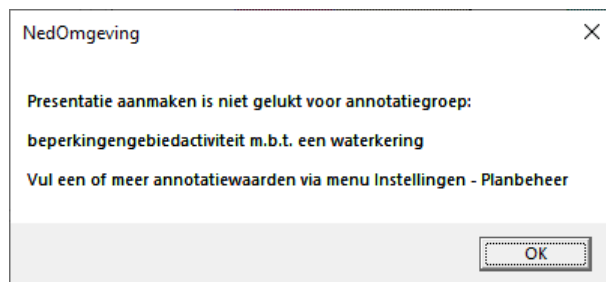 NedOmgeving
Presentatie aanmaken is niet gelukt voor annotatiegroep:
beperkingengebiedactiviteit m.b.t. een waterkering
Vul een of meer annotatiewaarden via menu Instellingen - Planbeheer
OK